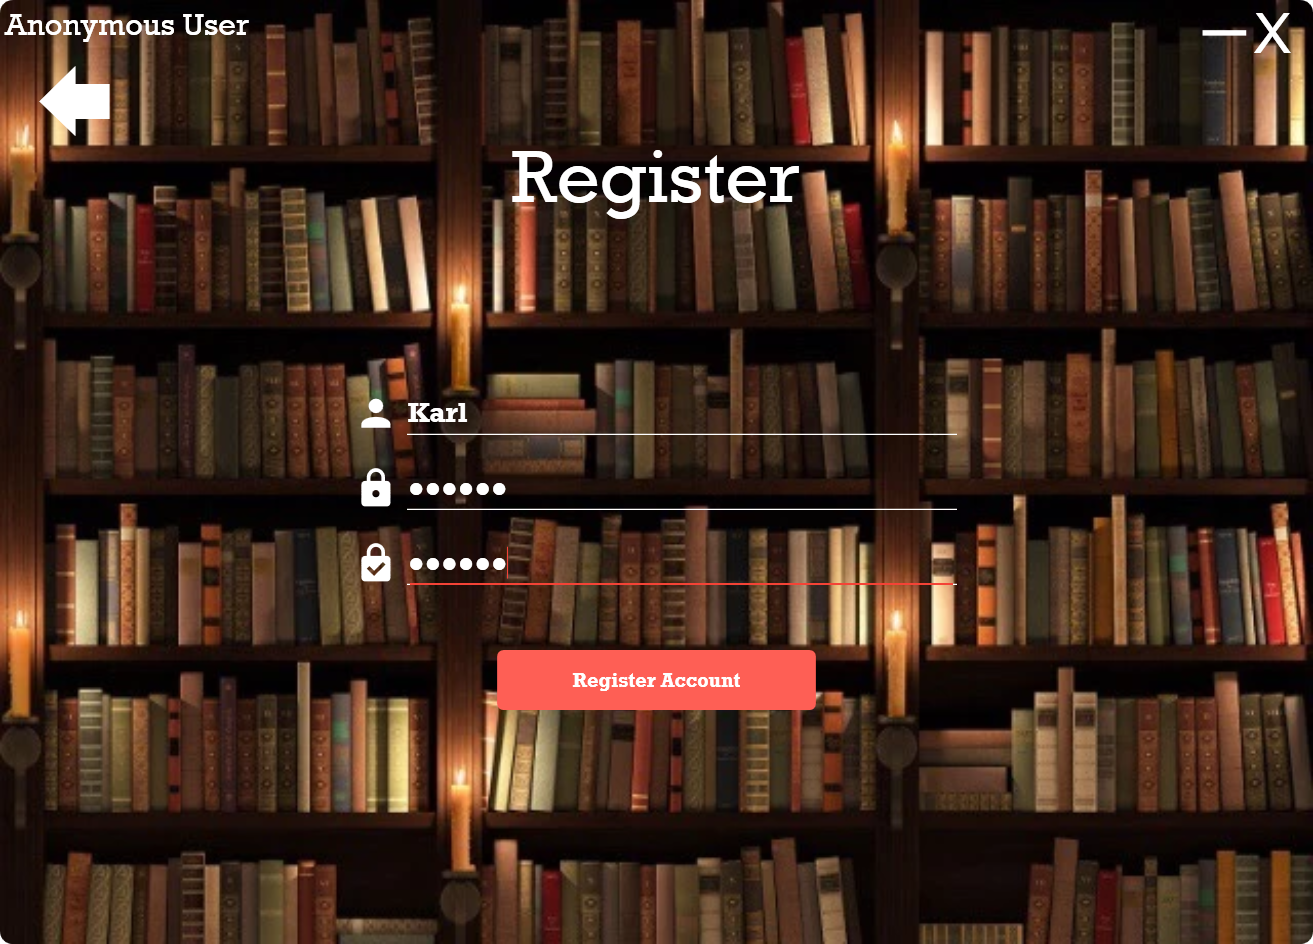 Anonymous User
X
Register
Karl
••••••
••••••
Register Account